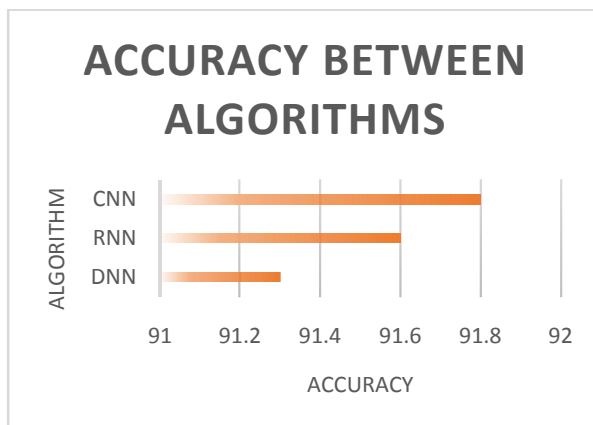 ACCURACY BETWEEN
ALGORITHMS
ALGORITHM
CNN
RNN
DNN
91 91.2 91.4 91.6 91.8 92
ACCURACY